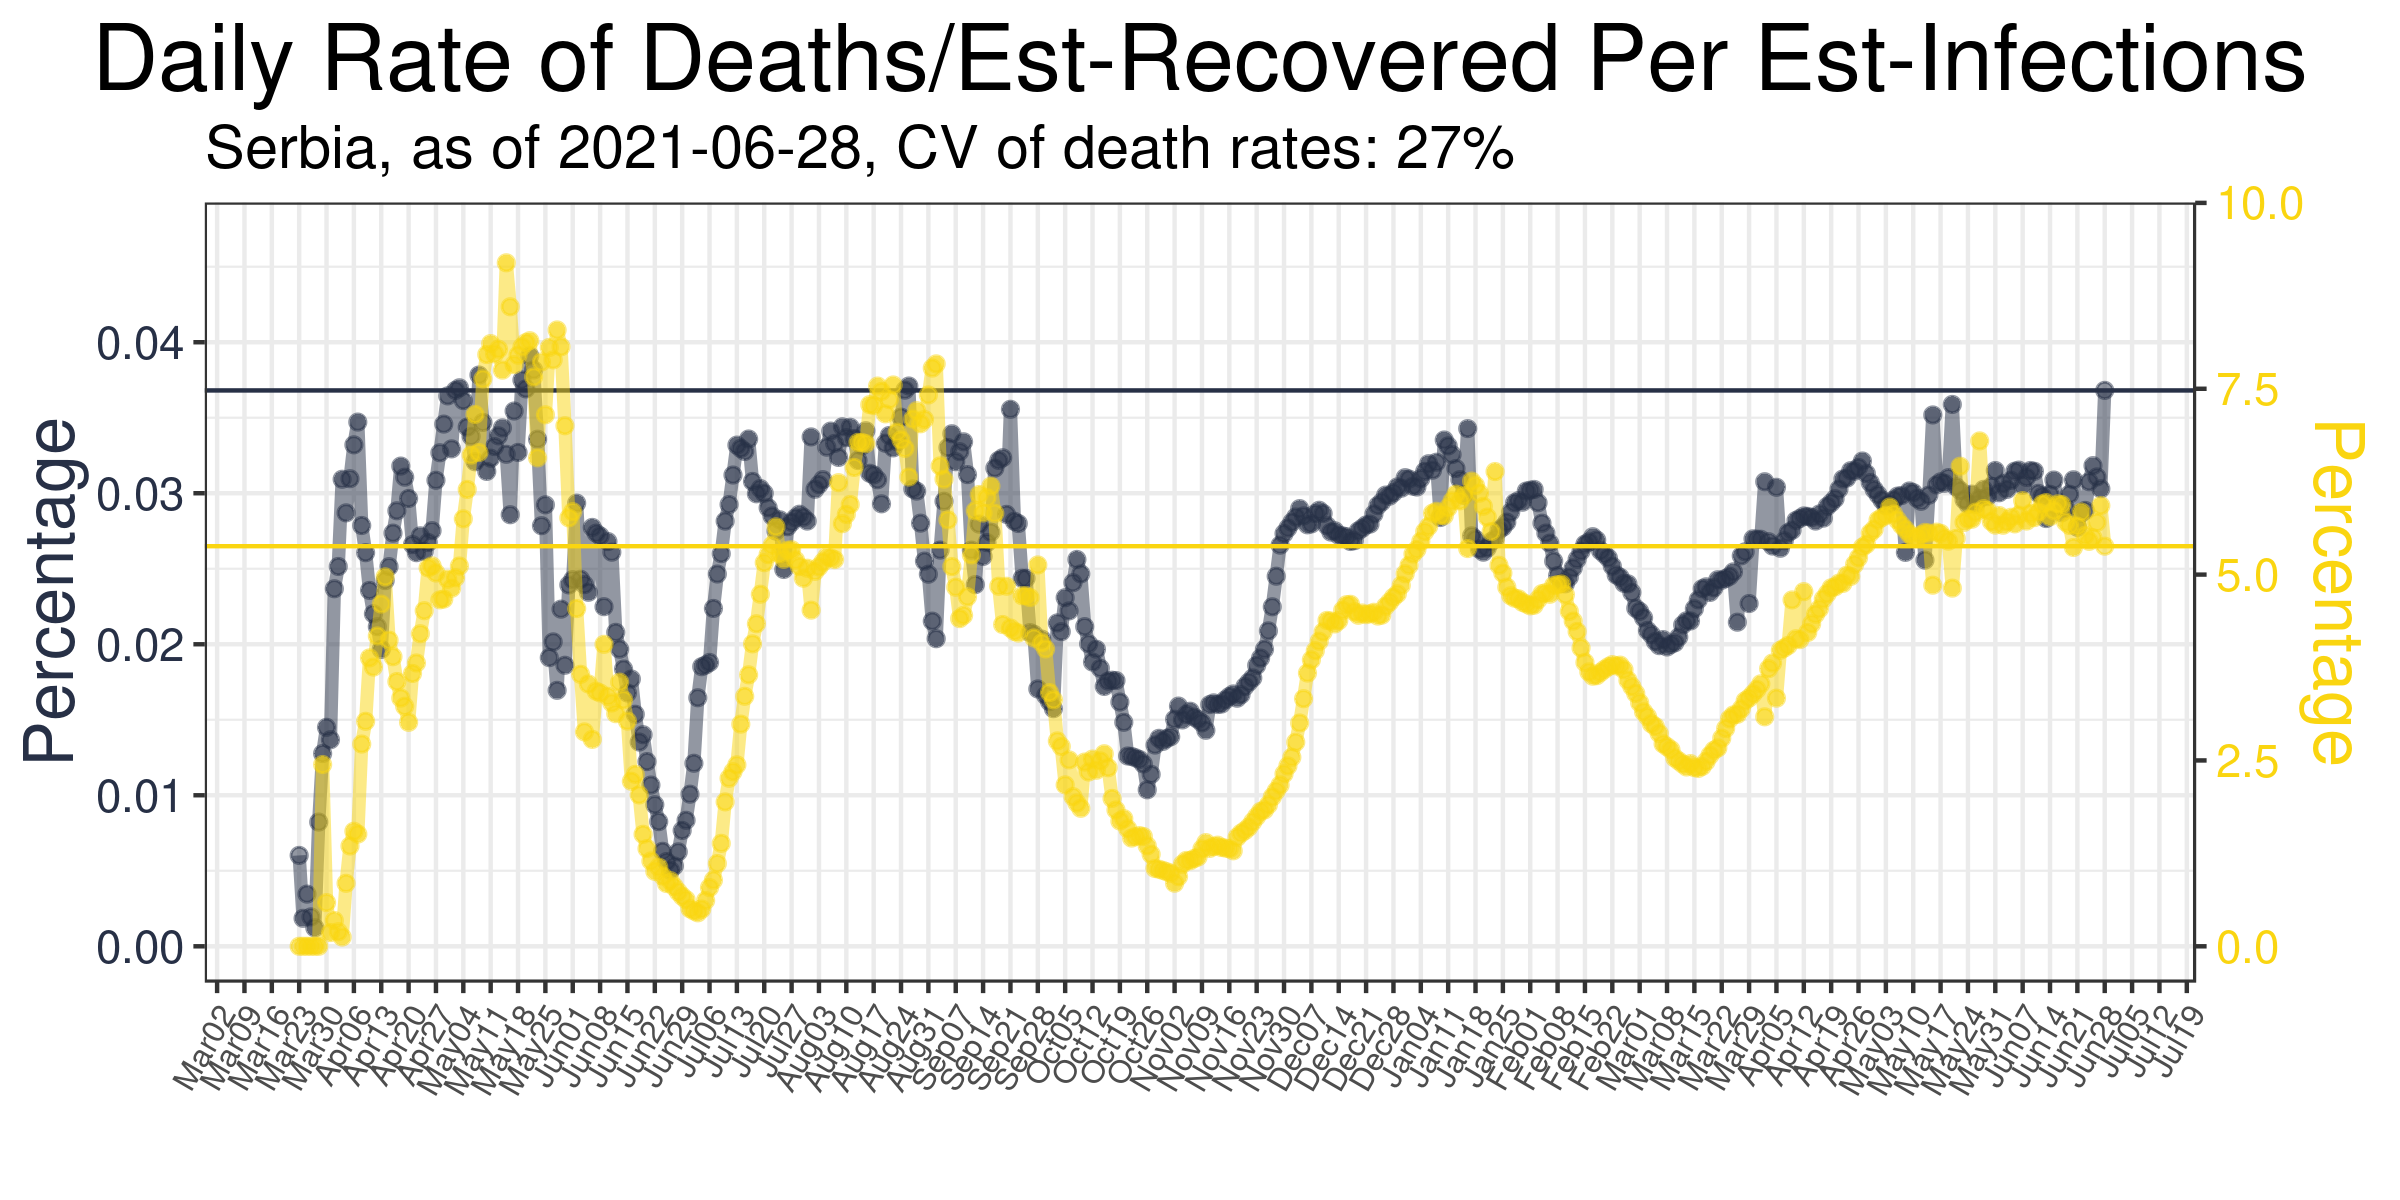 Daily Rate of Deaths/Est-Recovered Per Est-Infections
Serbia, as of 2021-06-28, CV of death rates: 27%
Percentage
0.04
0.03
0.02
0.01
0.00
10.0
7.5
5.0
2.5
0.0
Percentage
Mar02
Mar09
Mar16
Mar23
Mar30
Apr06
Apr13
Apr20
Apr27
May04
May11
May18
May25
Jun01
Jun08
Jun15
Jun22
Jun29
Jul06
Jul13
Jul20
Jul27
Aug03
Aug10
Aug17
Aug24
Aug31
Sep07
Sep14
Sep21
Sep28
Oct05
Oct12
Oct19
Oct26
Nov02
Nov09
Nov16
Nov23
Nov30
Dec07
Dec14
Dec21
Dec28
Jan04
Jan11
Jan18
Jan25
Feb01
Feb08
Feb15
Feb22
Mar01
Mar08
Mar15
Mar22
Mar29
Apr05
Apr12
Apr19
Apr26
May03
May10
May17
May24
May31
Jun07
Jun14
Jun21
Jun28
Jul05
Jul12
Jul19